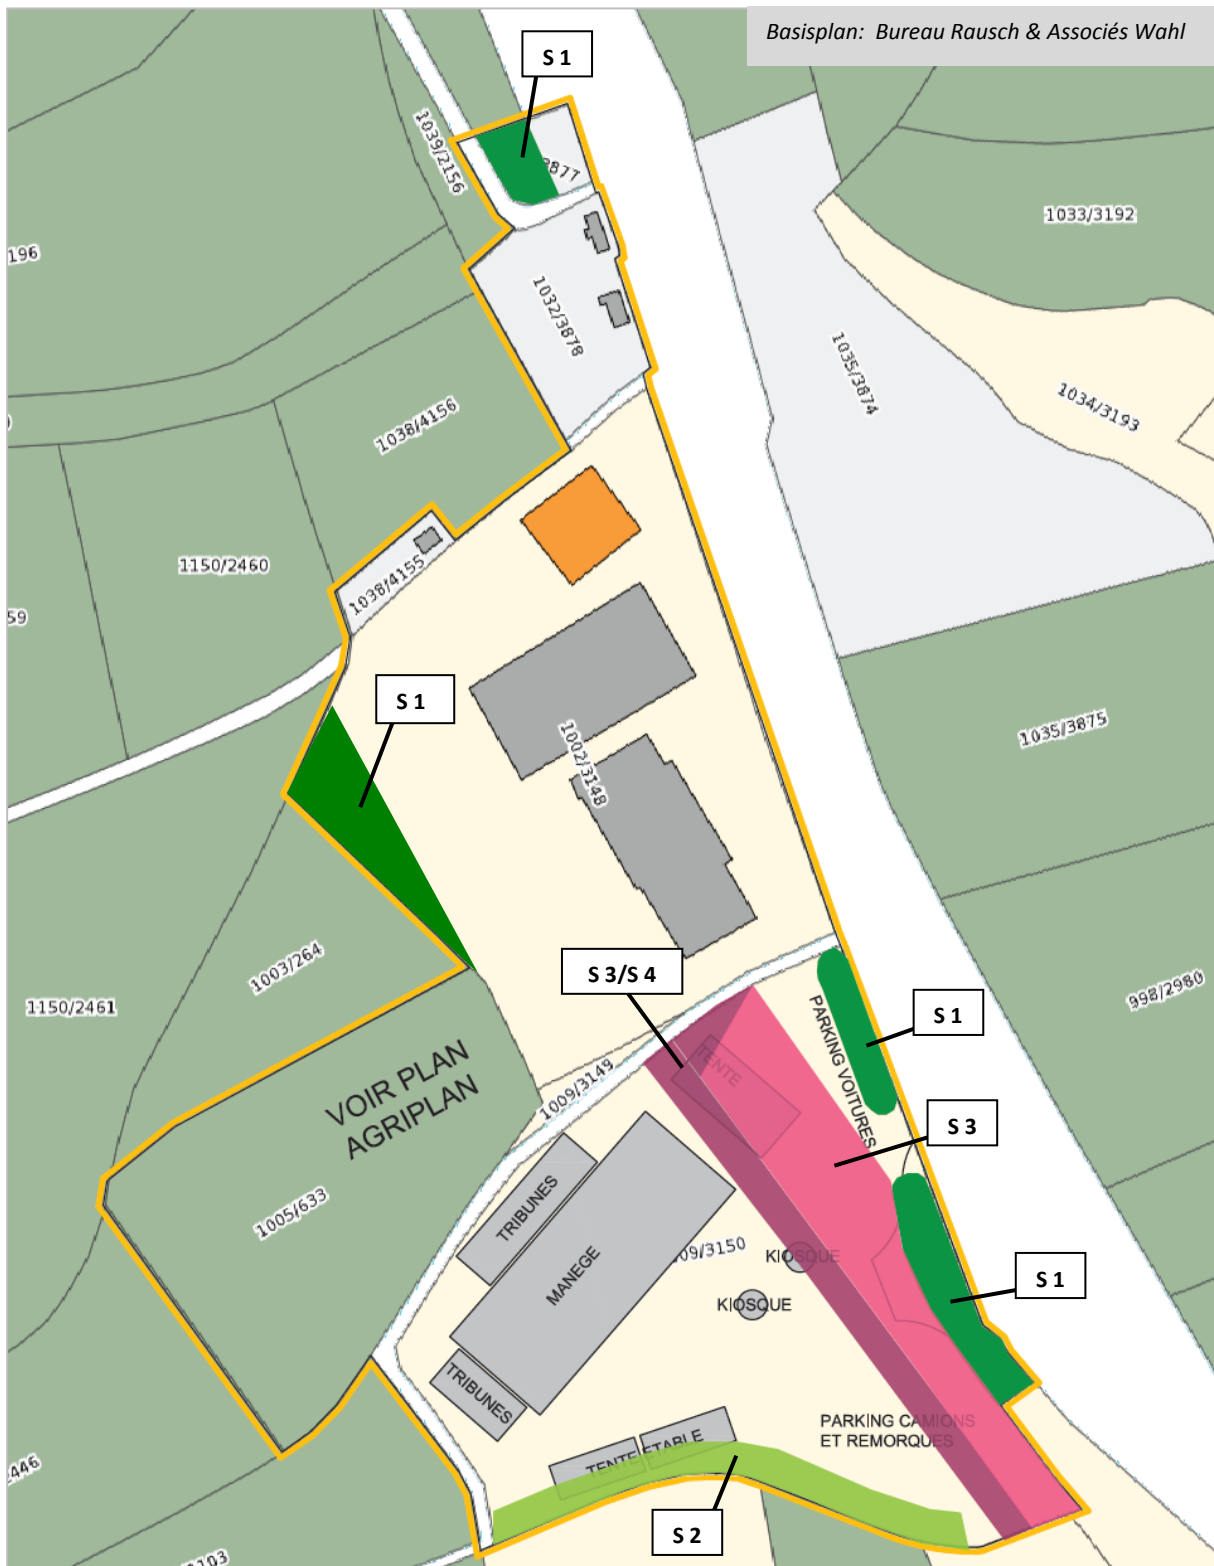 Basisplan: Bureau Rausch & Associés Wahl
S 1
1039/2156
3877
1033/3192
196
1032/3878
1035/3874
1034/3193
1038/4156
1150/2460
1038/4155
59
S 1
1035/3875
1002/3148
1003/264
S 3/S 4
998/2980
1150/2461
S 1
PARKING VOITURES
VOIR PLAN
AGRIPLAN
TENTE
1009/3149
S 3
TRIBUNES
1005/633
09/3150
KIOSQUE
MANEGE
S 1
KIOSQUE
TRIBUNES
PARKING CAMIONS
ET REMORQUES
TENTE ETABLE
446
S 2